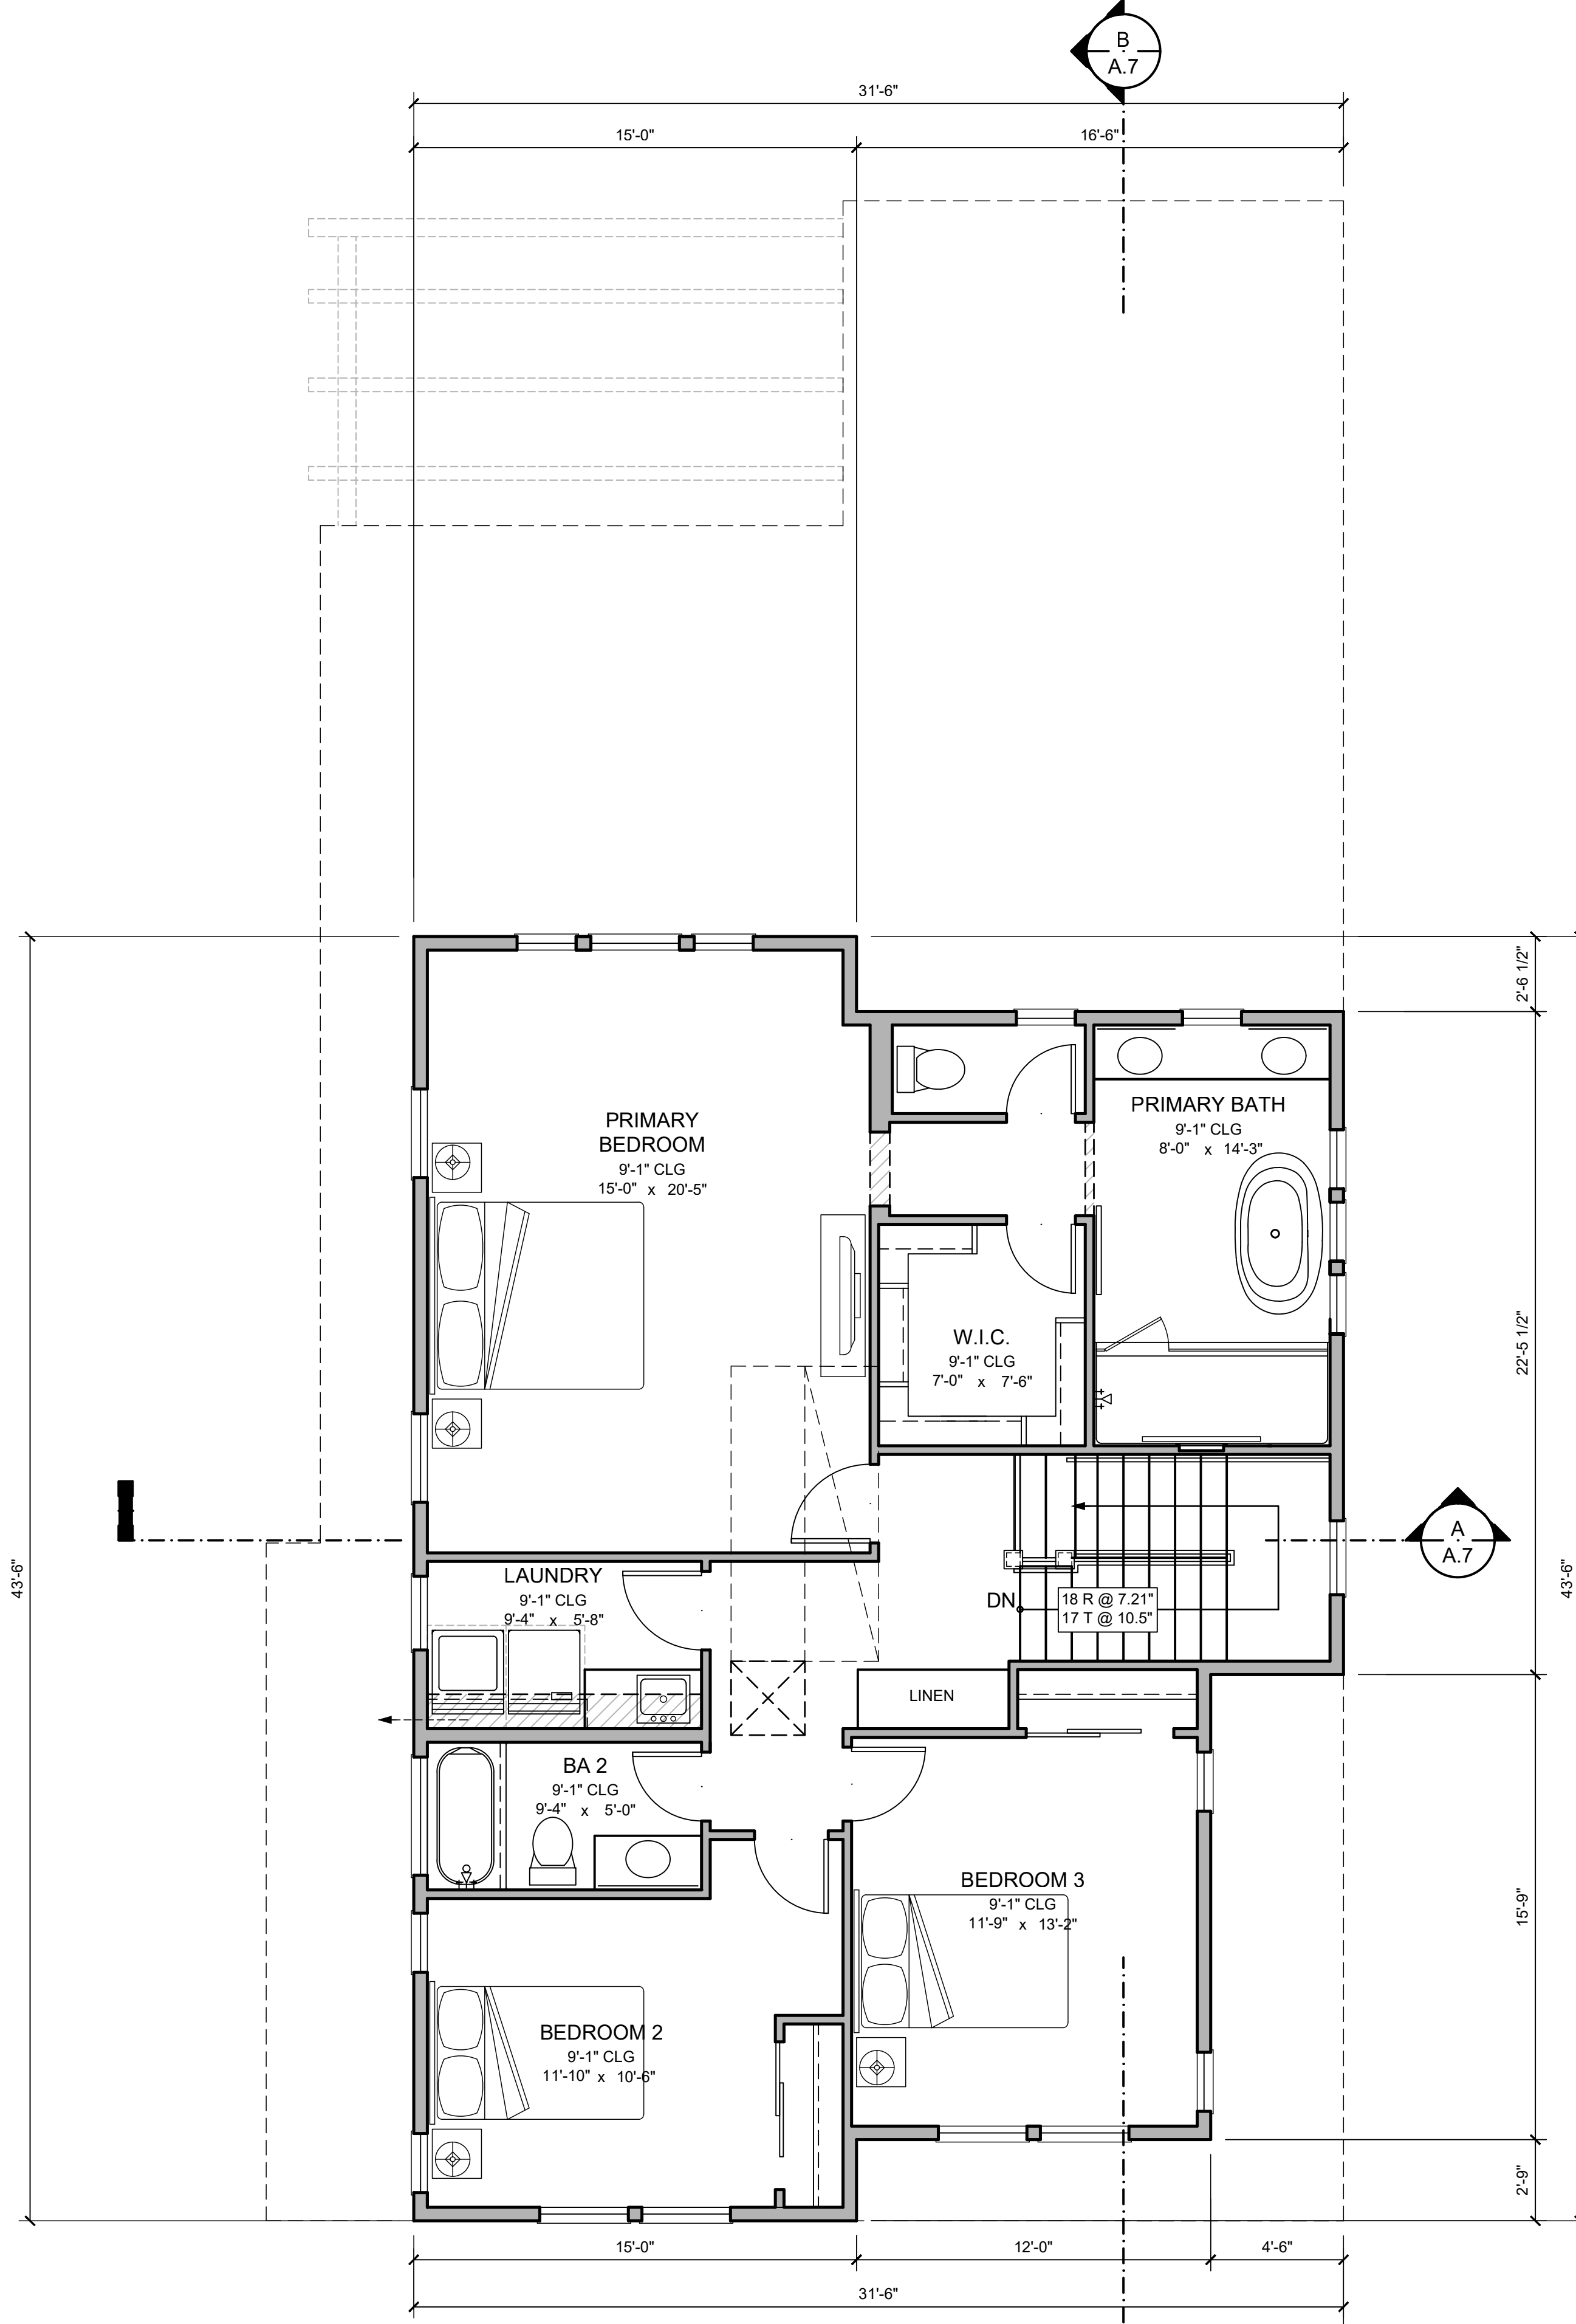 B
A.7
31'-6"
15'-0"
16'-6"
2'-6 1/2"
PRIMARY
BEDROOM
9'-1" CLG
15'-0" x 20'-5"
PRIMARY BATH
9'-1" CLG
8'-0" x 14'-3"
W.I.C.
9'-1" CLG
7'-0" x 7'-6"
22'-5 1/2"
43'-6"
43'-6"
A
A.7
LAUNDRY
9'-1" CLG
9'-4" x 5'-8"
DN
18 R @ 7.21"
17 T @ 10.5"
LINEN
BA 2
9'-1" CLG
9'-4" x 5'-0"
BEDROOM 3
9'-1" CLG
11'-9" x 13'-2"
15'-9"
BEDROOM 2
9'-1" CLG
11'-10" x 10'-6"
2'-9"
15'-0"
12'-0"
4'-6"
31'-6"